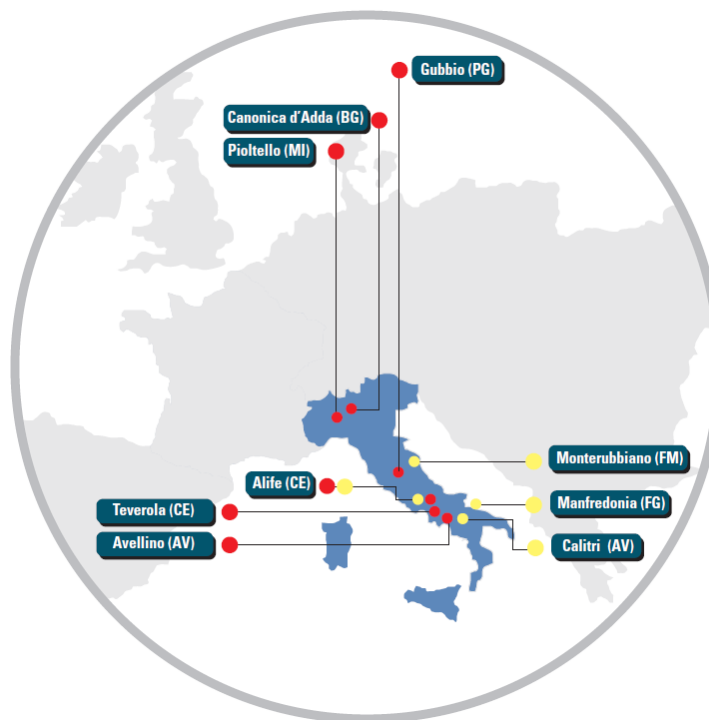 Gubbio (PG)
Canonica d'Adda (BG)
Pioltello (MI)
Monterubbiano (FM)
Alife (CE)
Manfredonia (FG)
Teverola (CE)
Avellino (AV)
Calitri (AV)